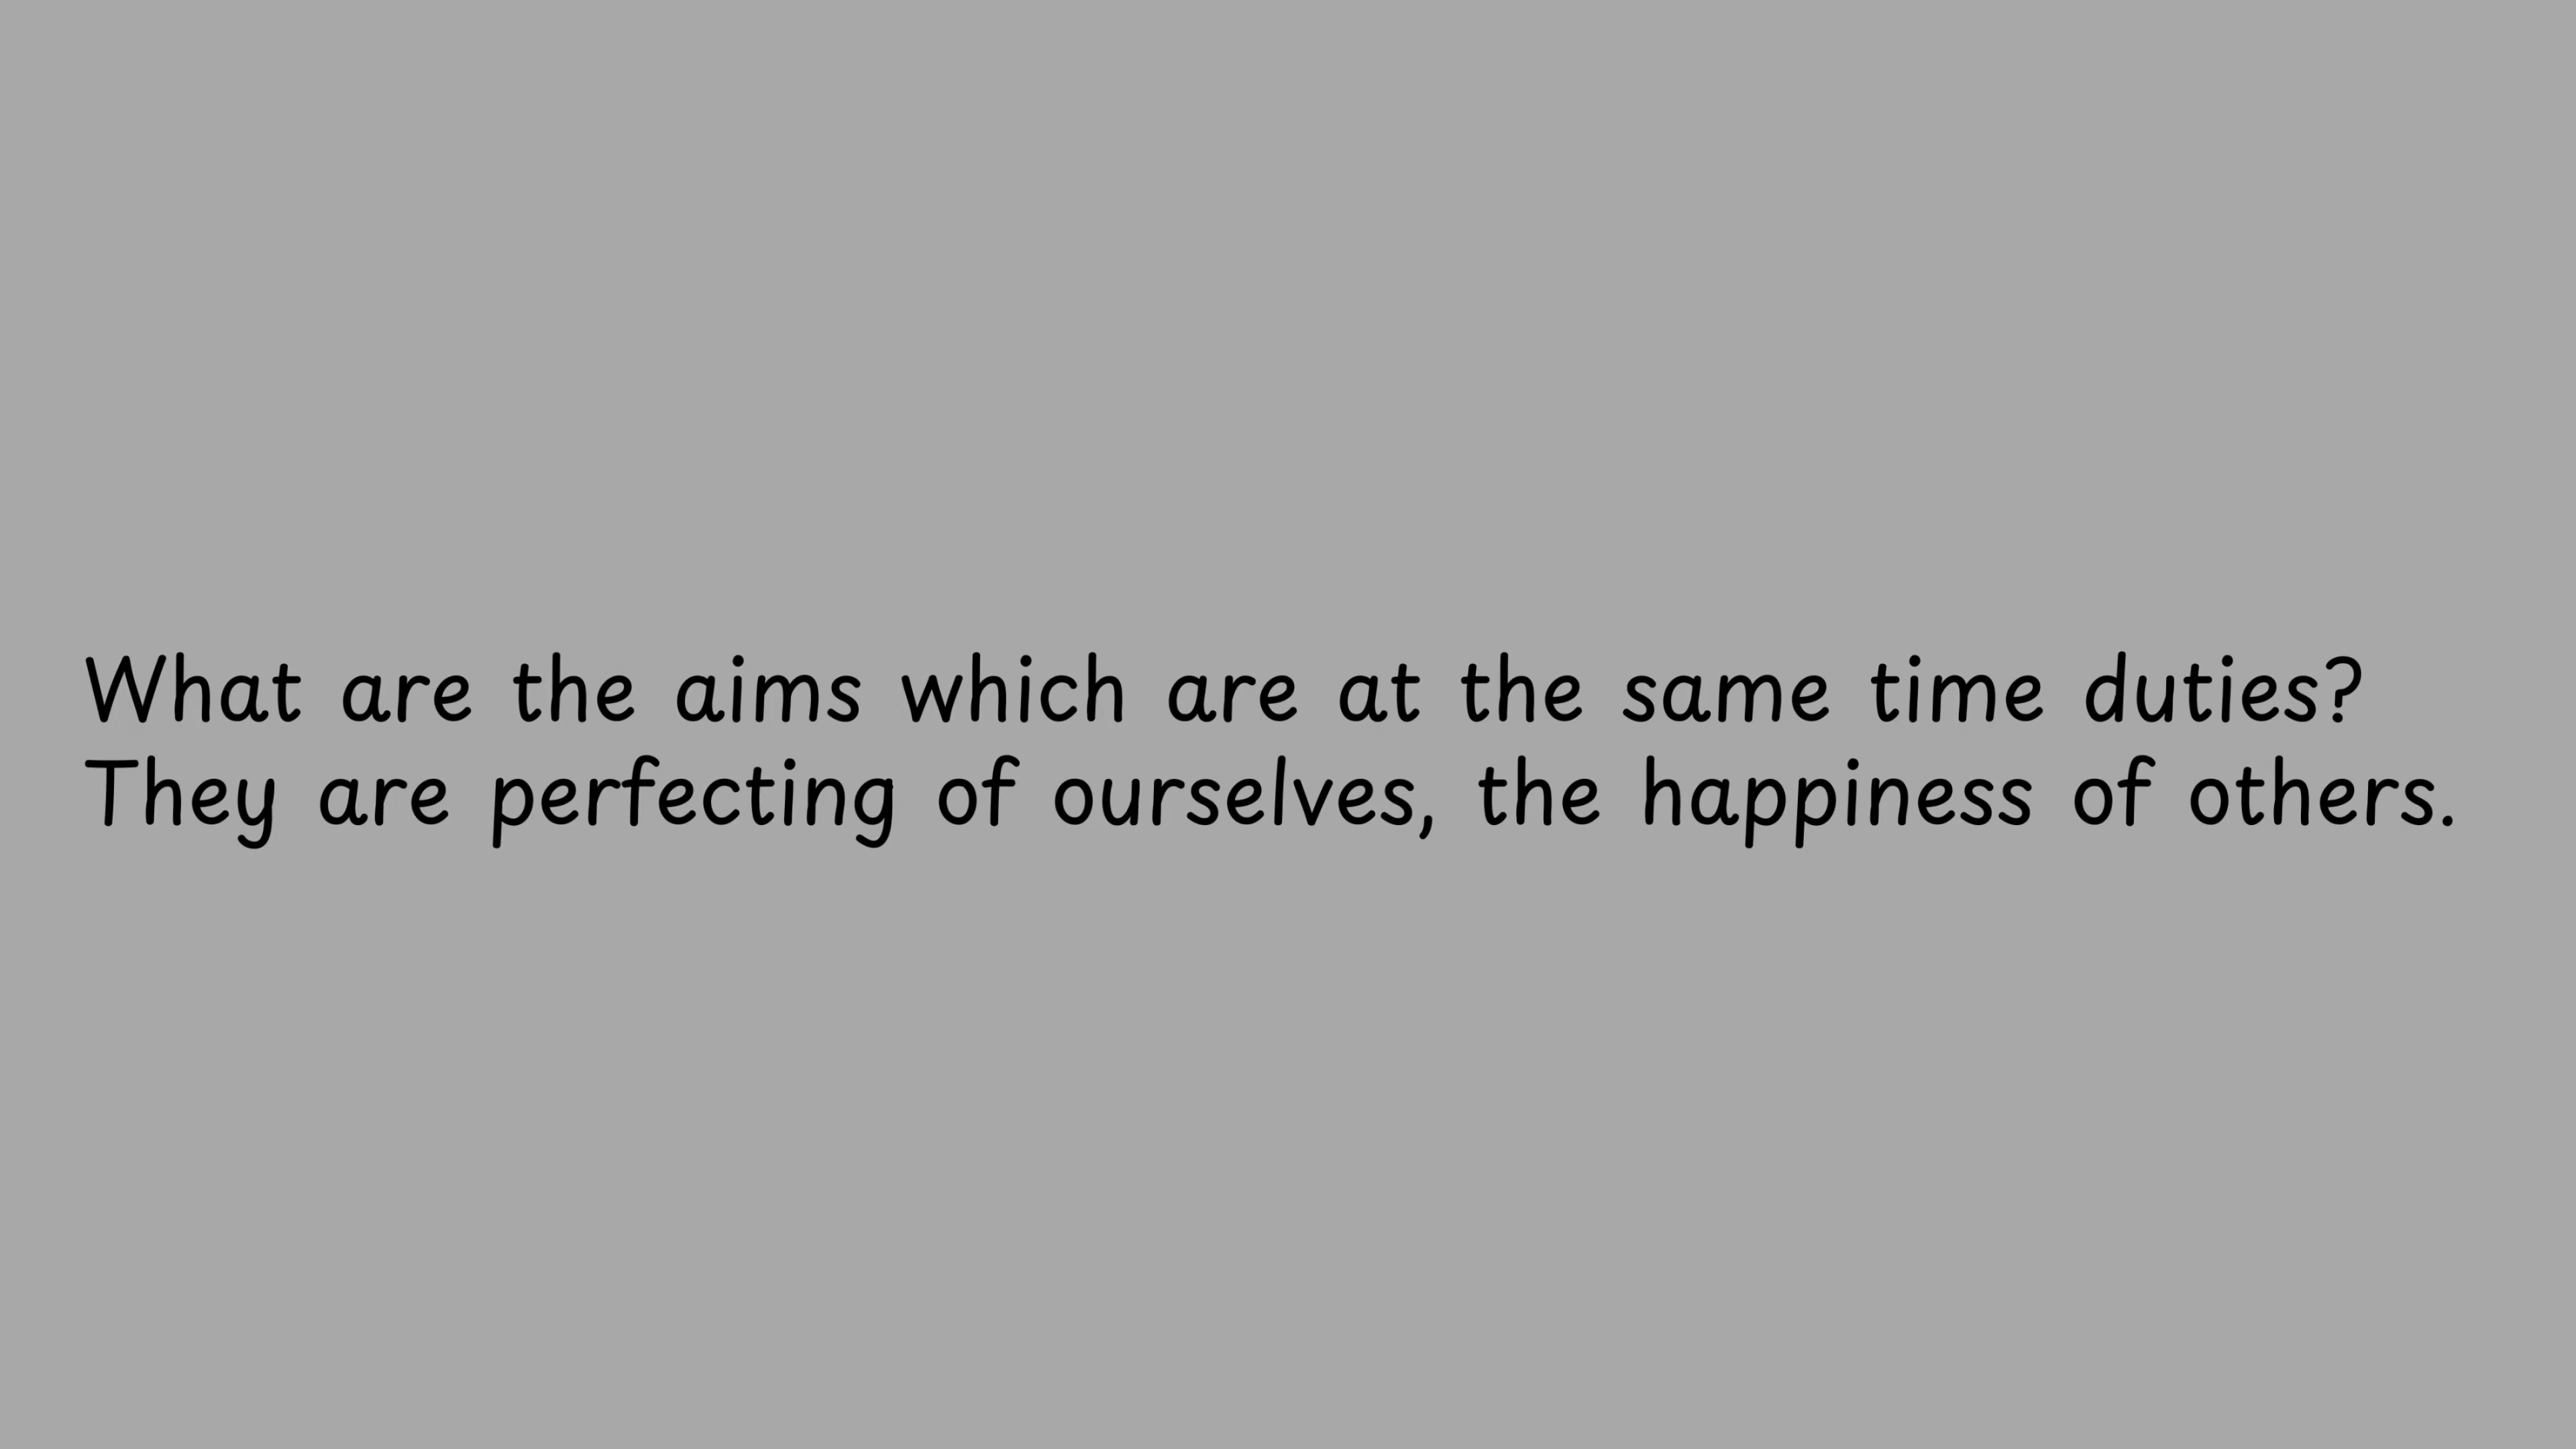 What are the aims which are at the same time duties?
They are perfecting of ourselves, the happiness of others.